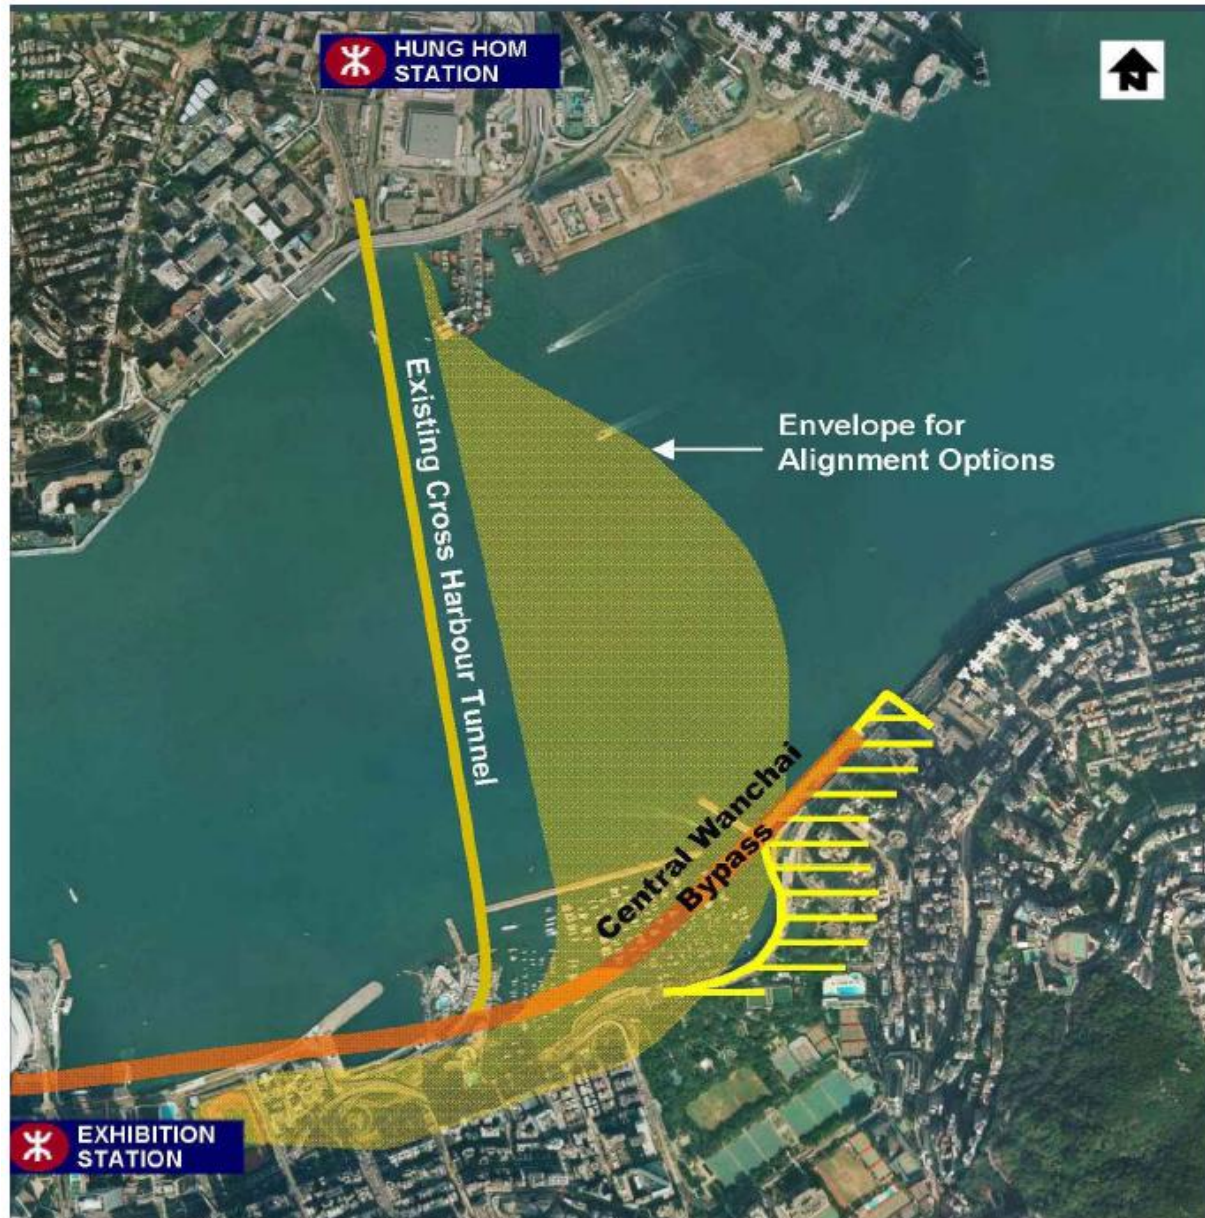 HUNG HOM
STATION
N
Envelope for
Alignment Options
Existing Cross Harbour Tunnel
Central Wanchai
Bypass
EXHIBITION
STATION